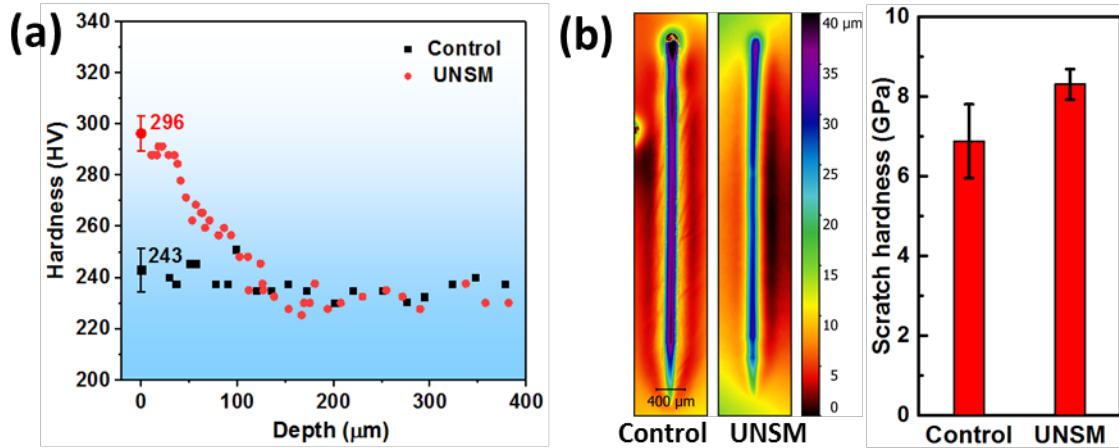 (a)
340
320
300
280
260
240
220
200
Hardness (HV)
Control
UNSM
296
243
0
100
200
300
400
Depth (μm)
(b)
40 μm
35
30
25
20
15
10
5
0
400 μm
Control
UNSM
10
8
6
4
2
0
Scratch hardness (GPa)
Control
UNSM